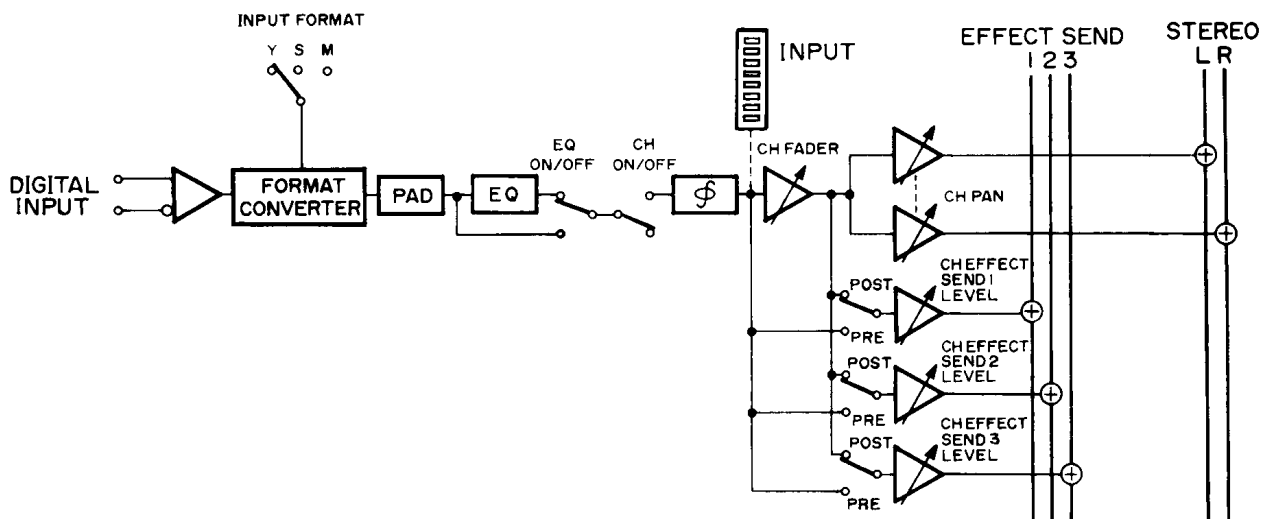 INPUT FORMAT
Y S M
DIGITAL
INPUT
FORMAT
CONVERTER
PAD
EQ
EQ
ON/OFF
CH
ON/OFF
∮
INPUT
CH FADER
CH PAN
EFFECT SEND
1 2 3
STEREO
L R
POST
PRE
CH EFFECT
SEND 1
LEVEL
POST
PRE
CH EFFECT
SEND 2
LEVEL
POST
PRE
CH EFFECT
SEND 3
LEVEL